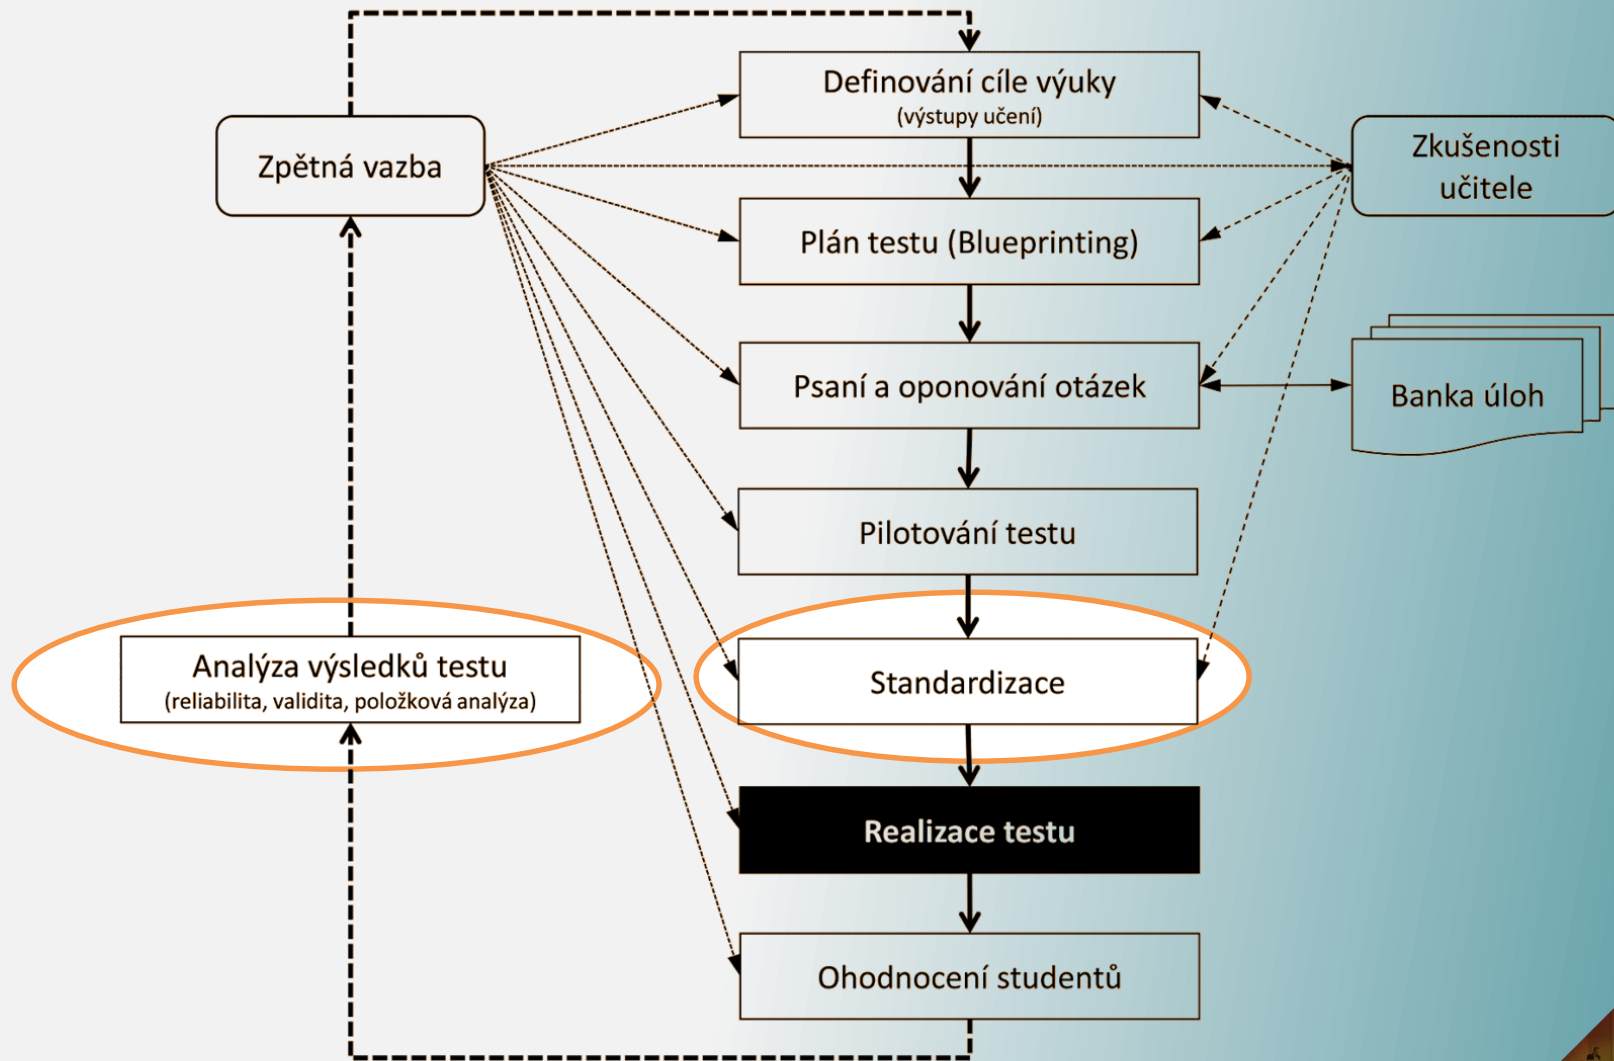 Definování cíle výuky
(výstupy učení)
Zpětná vazba
Zkušenosti
učitele
Plán testu (Blueprinting)
Psaní a oponování otázek
Banka úloh
Pilotování testu
Analýza výsledků testu
(reliabilita, validita, položková analýza)
Standardizace
Realizace testu
Ohodnocení studentů